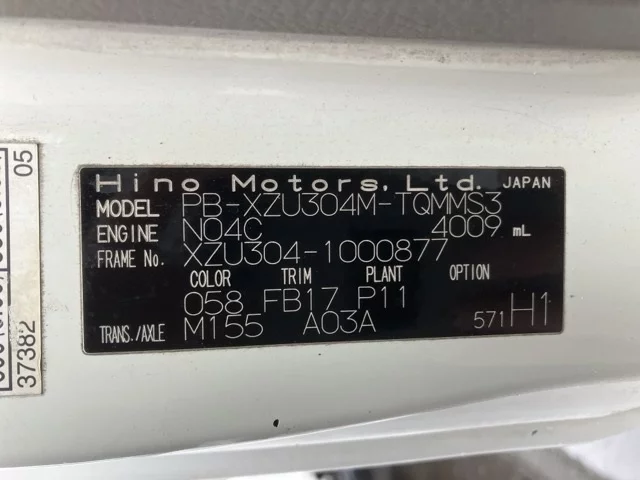 Hino Motors, Ltd. JAPAN
MODEL PB-XZU304M-TQMMS3
ENGINE N04C 4009 mL
FRAME No. XZU304-1000877
COLOR TRIM PLANT OPTION
058 FB17 P11
TRANS./AXLE M155 A03A 571 H1
37382 05